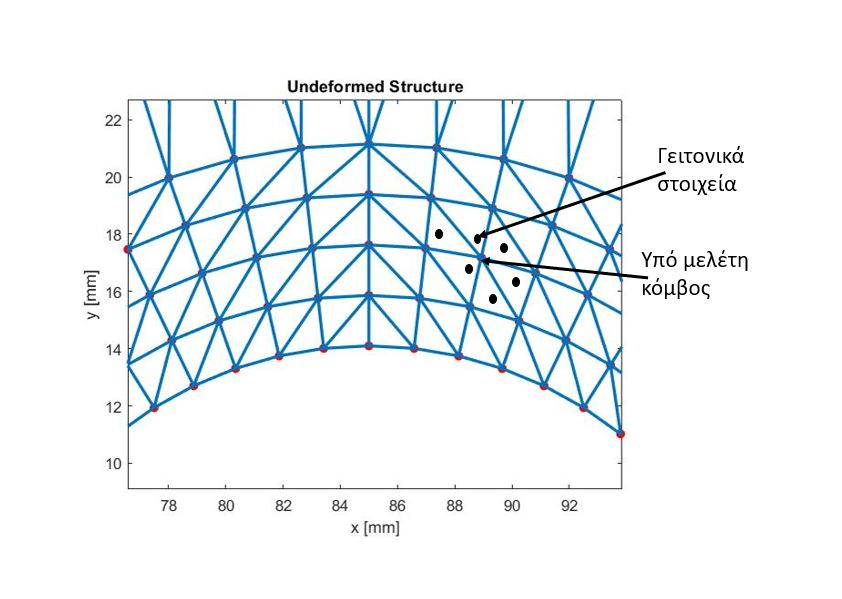 Undeformed Structure
22
20
18
16
14
12
10
y [mm]
78 80 82 84 86 88 90 92
x [mm]
Γειτονικά
στοιχεία
Υπό μελέτη
κόμβος